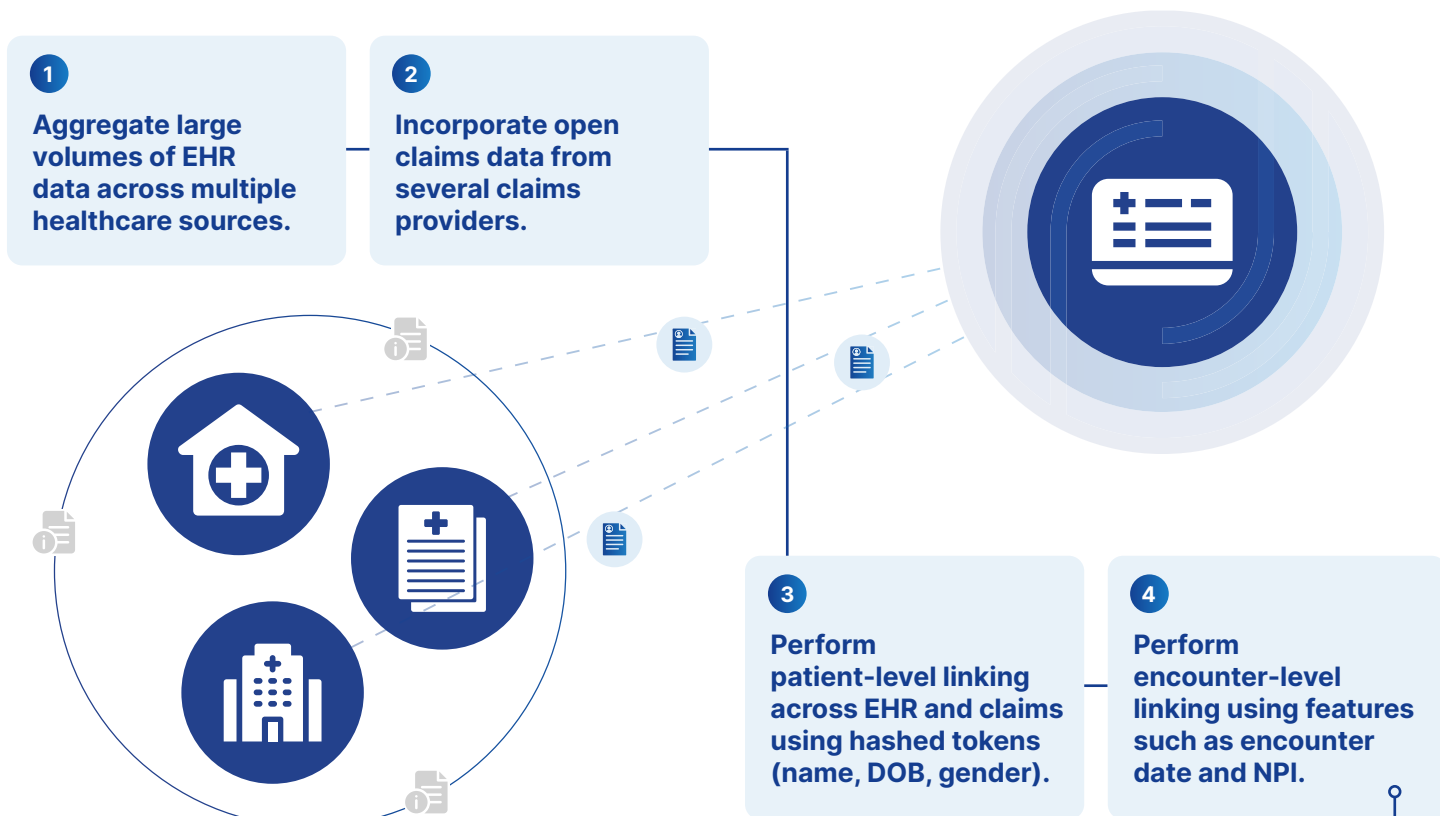 1
Aggregate large
volumes of EHR
data across multiple
healthcare sources.
2
Incorporate open
claims data from
several claims
providers.
3
Perform
patient-level linking
across EHR and claims
using hashed tokens
(name, DOB, gender).
4
Perform
encounter-level
linking using features
such as encounter
date and NPI.